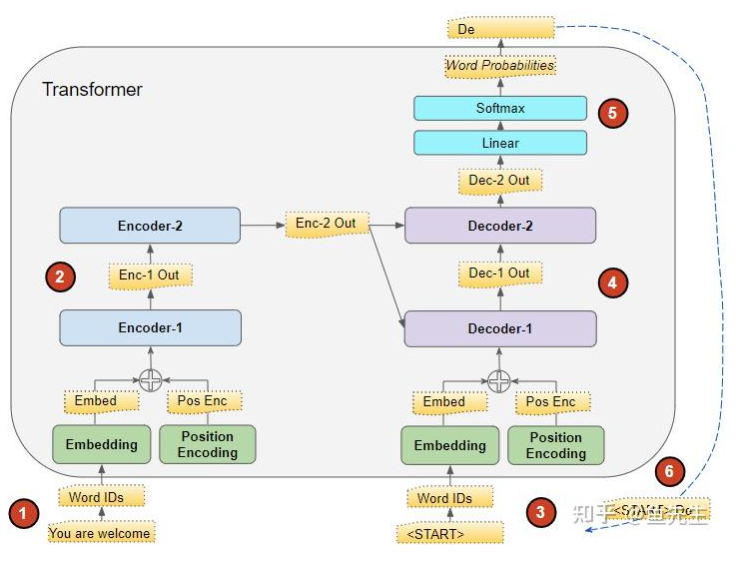 De
Word Probabilities
Transformer
Softmax
5
Linear
Dec-2 Out
Encoder-2
Enc-2 Out
Decoder-2
2
Enc-1 Out
Dec-1 Out
4
Encoder-1
Decoder-1
Embed
Pos Enc
Embed
Pos Enc
Embedding
Position
Encoding
Embedding
Position
Encoding
6
1
Word IDs
Word IDs
3
<START> De
知乎
You are welcome
<START>